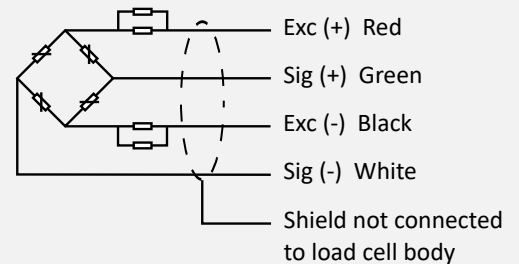 Exc (+) Red
Sig (+) Green
Exc (-) Black
Sig (-) White
Shield not connected
to load cell body